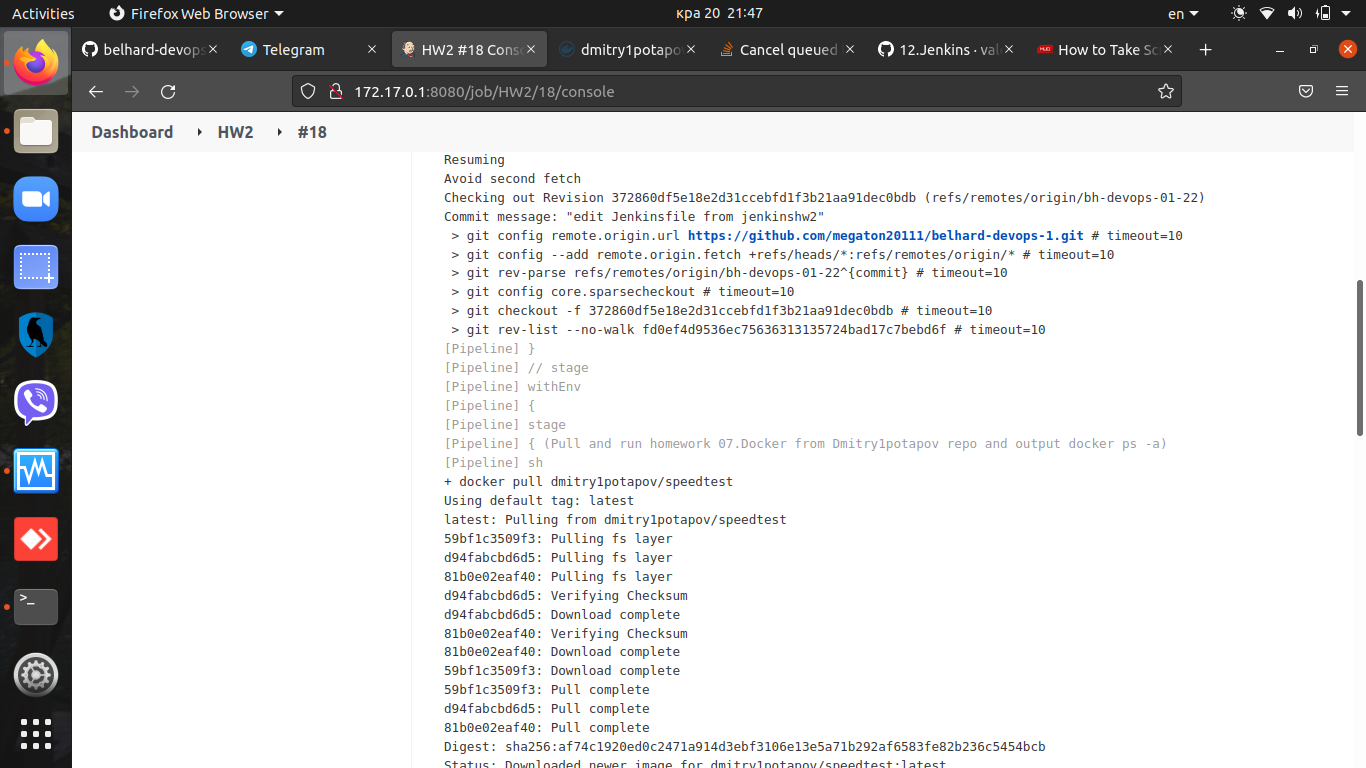 Activities
Firefox Web Browser
кра 20 21:47
en
belhard-devops
Telegram
HW2 #18 Conso
dmitry1potapov
Cancel queued
12.Jenkins · val
How to Take Sc
172.17.0.1:8080/job/HW2/18/console
Dashboard
HW2
#18
Resuming
Avoid second fetch
Checking out Revision 372860df5e18e2d31ccebfd1f3b21aa91dec0bdb (refs/remotes/origin/bh-devops-01-22)
Commit message: "edit Jenkinsfile from jenkinshw2"
> git config remote.origin.url https://github.com/megaton20111/belhard-devops-1.git # timeout=10
> git config --add remote.origin.fetch +refs/heads/*:refs/remotes/origin/* # timeout=10
> git rev-parse refs/remotes/origin/bh-devops-01-22^{commit} # timeout=10
> git config core.sparsecheckout # timeout=10
> git checkout -f 372860df5e18e2d31ccebfd1f3b21aa91dec0bdb # timeout=10
> git rev-list --no-walk fd0ef4d9536ec75636313135724bad17c7bebd6f # timeout=10
[Pipeline] }
[Pipeline] // stage
[Pipeline] withEnv
[Pipeline] {
[Pipeline] stage
[Pipeline] { (Pull and run homework 07.Docker from Dmitry1potapov repo and output docker ps -a)
[Pipeline] sh
+ docker pull dmitry1potapov/speedtest
Using default tag: latest
latest: Pulling from dmitry1potapov/speedtest
59bf1c3509f3: Pulling fs layer
d94fabcbd6d5: Pulling fs layer
81b0e02eaf40: Pulling fs layer
d94fabcbd6d5: Verifying Checksum
d94fabcbd6d5: Download complete
81b0e02eaf40: Verifying Checksum
81b0e02eaf40: Download complete
59bf1c3509f3: Download complete
59bf1c3509f3: Pull complete
d94fabcbd6d5: Pull complete
81b0e02eaf40: Pull complete
Digest: sha256:af74c1920ed0c2471a914d3ebf3106e13e5a71b292af6583fe82b236c5454bcb
Status: Downloaded newer image for dmitry1potapov/speedtest:latest